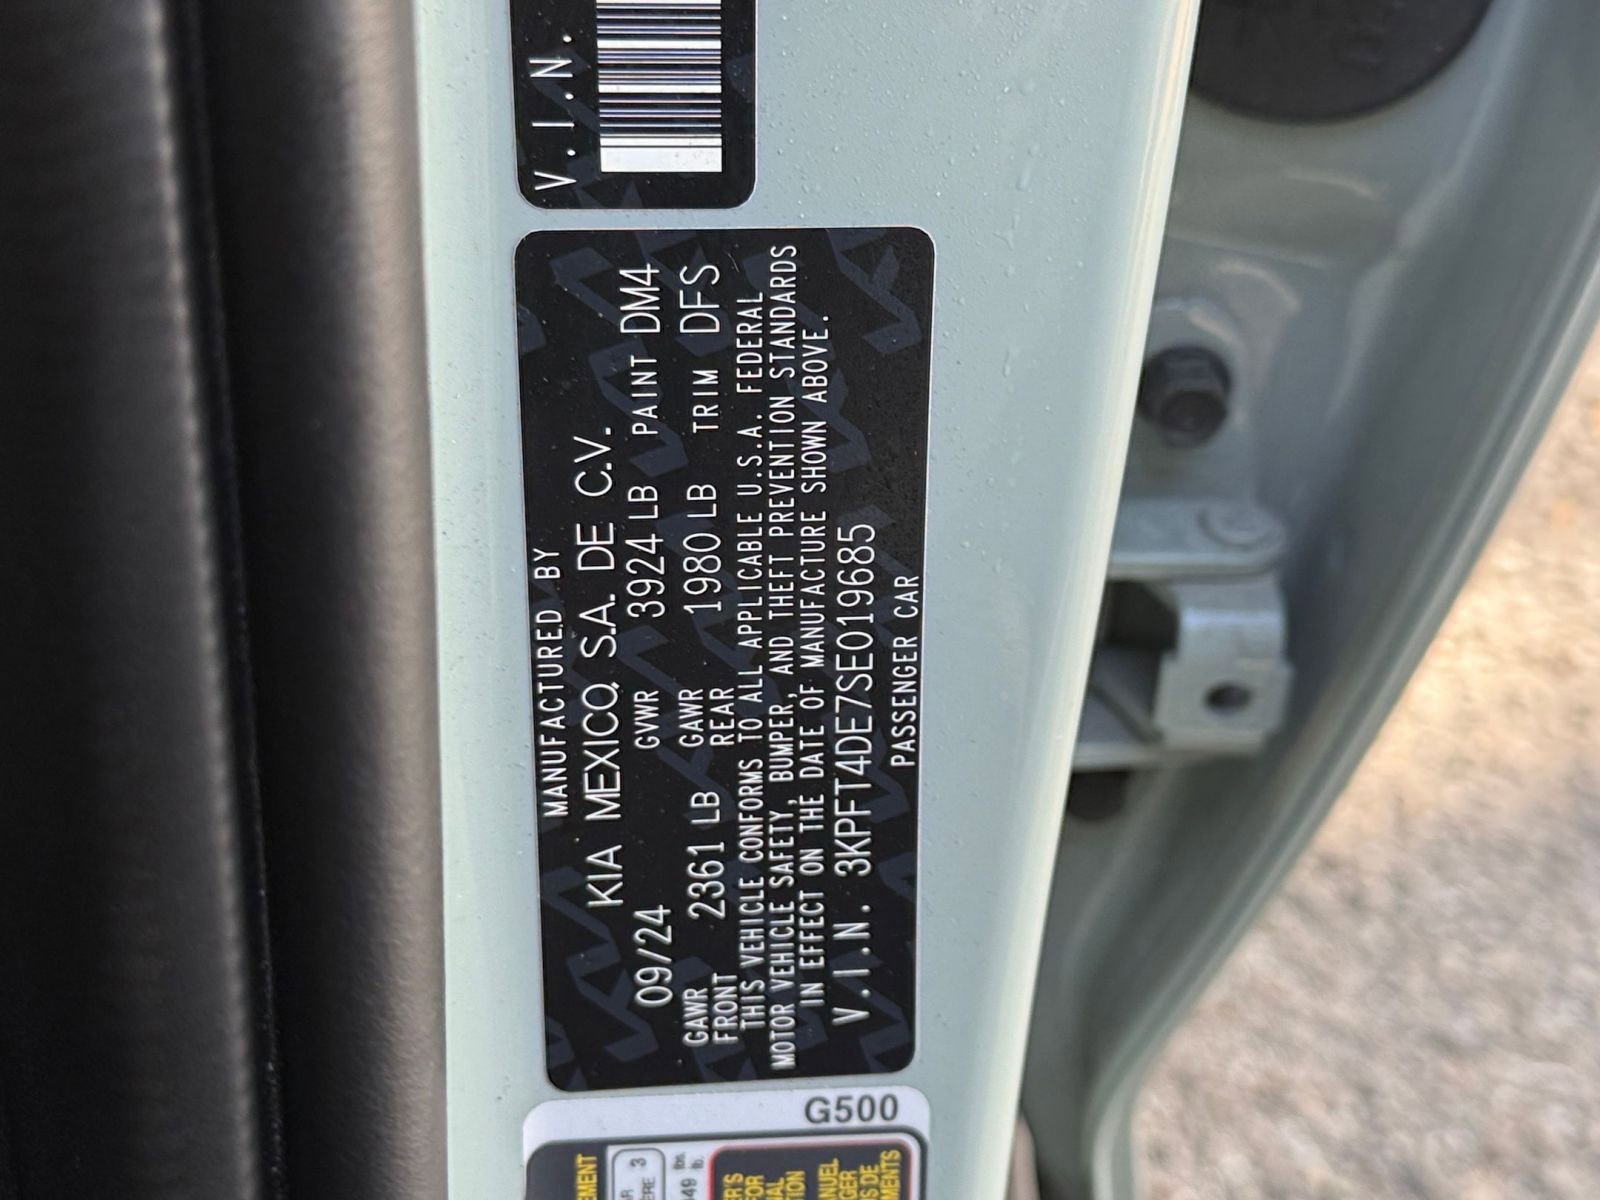 V.I.N.
MANUFACTURED BY
KIA MEXICO, S.A. DE C.V.
09/24 GVWR 3924 LB PAINT DM4
GAWR FRONT 2361 LB GAWR REAR 1980 LB TRIM DFS
THIS VEHICLE CONFORMS TO ALL APPLICABLE U.S.A. FEDERAL
MOTOR VEHICLE SAFETY, BUMPER, AND THEFT PREVENTION STANDARDS
IN EFFECT ON THE DATE OF MANUFACTURE SHOWN ABOVE.
V.I.N. 3KPFT4DE7SE019685
PASSENGER CAR
G500